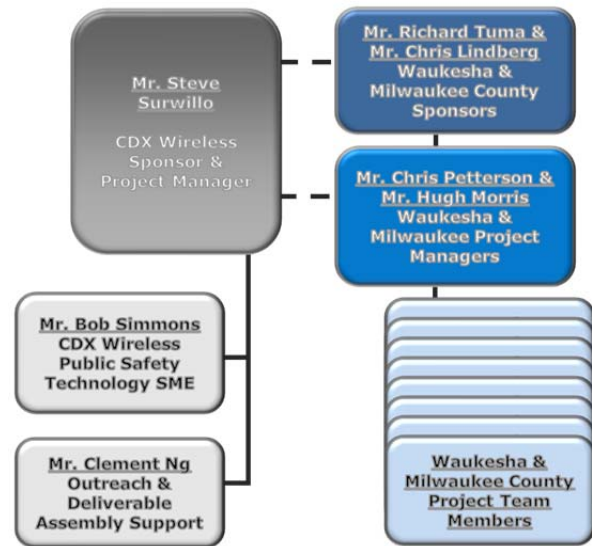 Mr. Steve
Surwillo
CDX Wireless
Sponsor &
Project Manager
Mr. Richard Tuma &
Mr. Chris Lindberg
Waukesha &
Milwaukee County
Sponsors
Mr. Chris Petterson &
Mr. Hugh Morris
Waukesha &
Milwaukee Project
Managers
Mr. Bob Simmons
CDX Wireless
Public Safety
Technology SME
Mr. Clement Ng
Outreach &
Deliverable
Assembly Support
Waukesha &
Milwaukee County
Project Team
Members